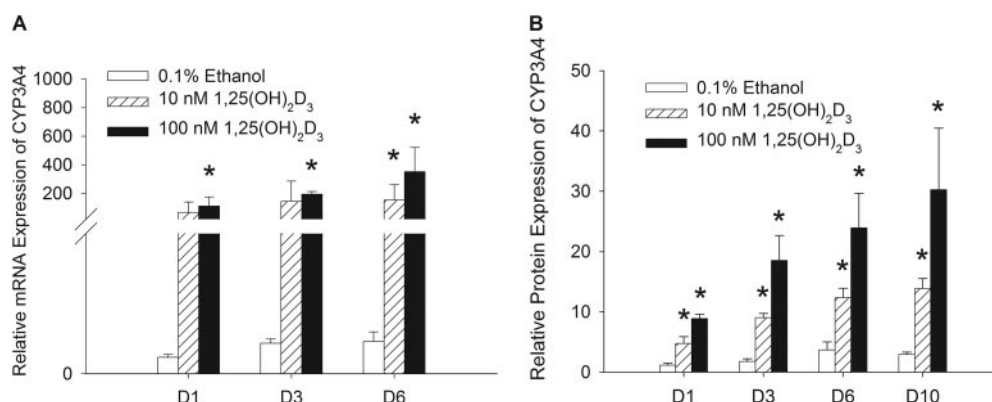 A
Relative mRNA Expression of CYP3A4
1000
800
600
400
200
0
0.1% Ethanol
10 nM 1,25(OH)₂D₃
100 nM 1,25(OH)₂D₃
*
*
*
*
D1
D3
D6
B
Relative Protein Expression of CYP3A4
50
40
30
20
10
0
0.1% Ethanol
10 nM 1,25(OH)₂D₃
100 nM 1,25(OH)₂D₃
*
*
*
*
*
*
*
*
D1
D3
D6
D10